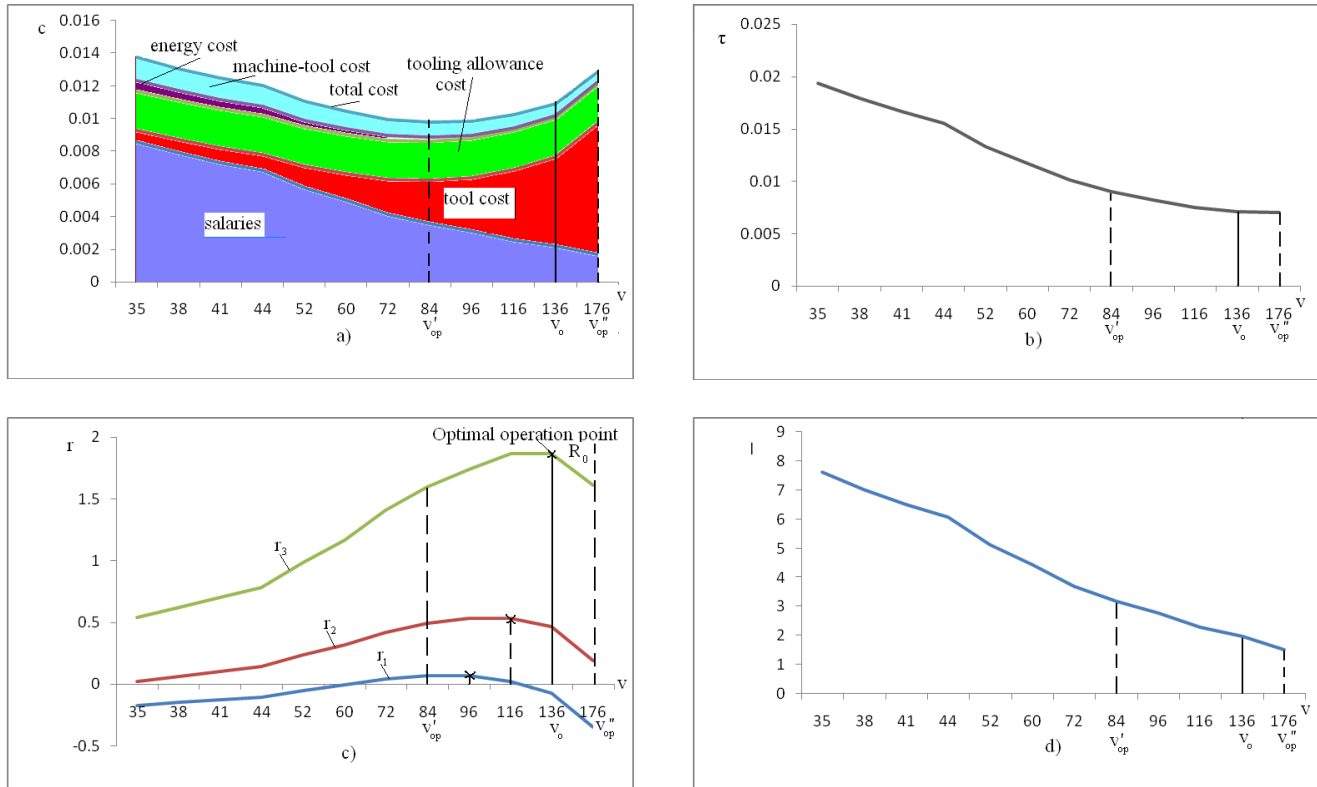 c
0.016
0.014
0.012
0.01
0.008
0.006
0.004
0.002
0
energy cost
machine-tool cost
total cost
tooling allowance
cost
tool cost
salaries
35 38 41 44 52 60 72 84 96 116 136 176 v
v'op vo v"op
a)
τ
0.025
0.02
0.015
0.01
0.005
0
35 38 41 44 52 60 72 84 96 116 136 176 v
v'op vo v"op
b)
r
2
1.5
1
0.5
0
-0.5
Optimal operation point
R0
r3
r2
r1
35 38 41 44 52 60 72 84 96 116 136 176 v
v'op vo v"op
c)
l
9
8
7
6
5
4
3
2
1
0
35 38 41 44 52 60 72 84 96 116 136 176 v
v'op vo v"op
d)